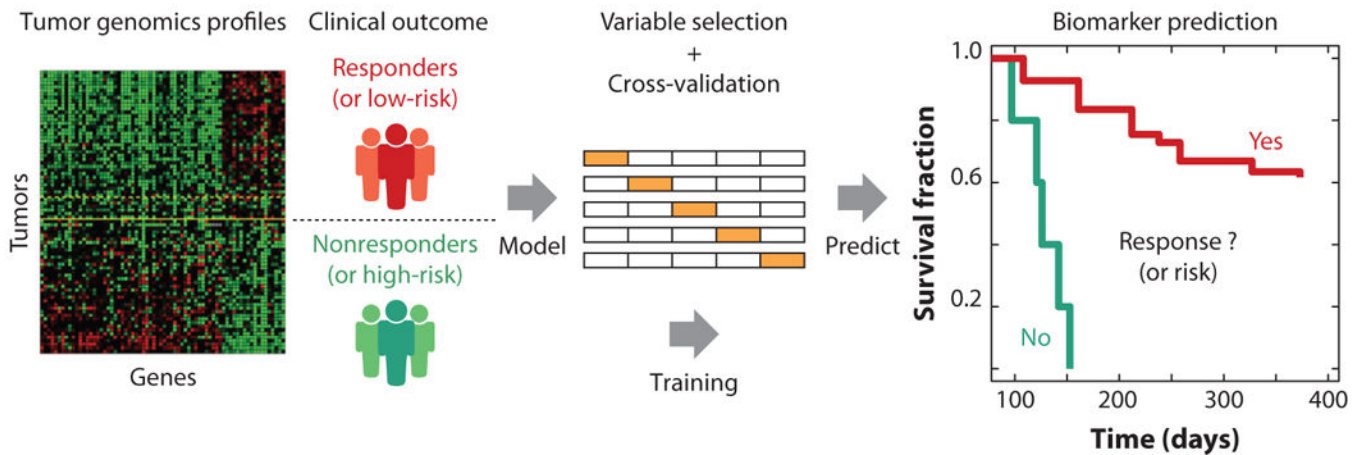 Tumor genomics profiles
Tumors
Genes
Clinical outcome
Responders
(or low-risk)
Nonresponders
(or high-risk)
Model
Variable selection
+
Cross-validation
Training
Predict
Biomarker prediction
Survival fraction
1.0
0.6
0.2
Yes
Response ?
(or risk)
No
100
200
300
400
Time (days)